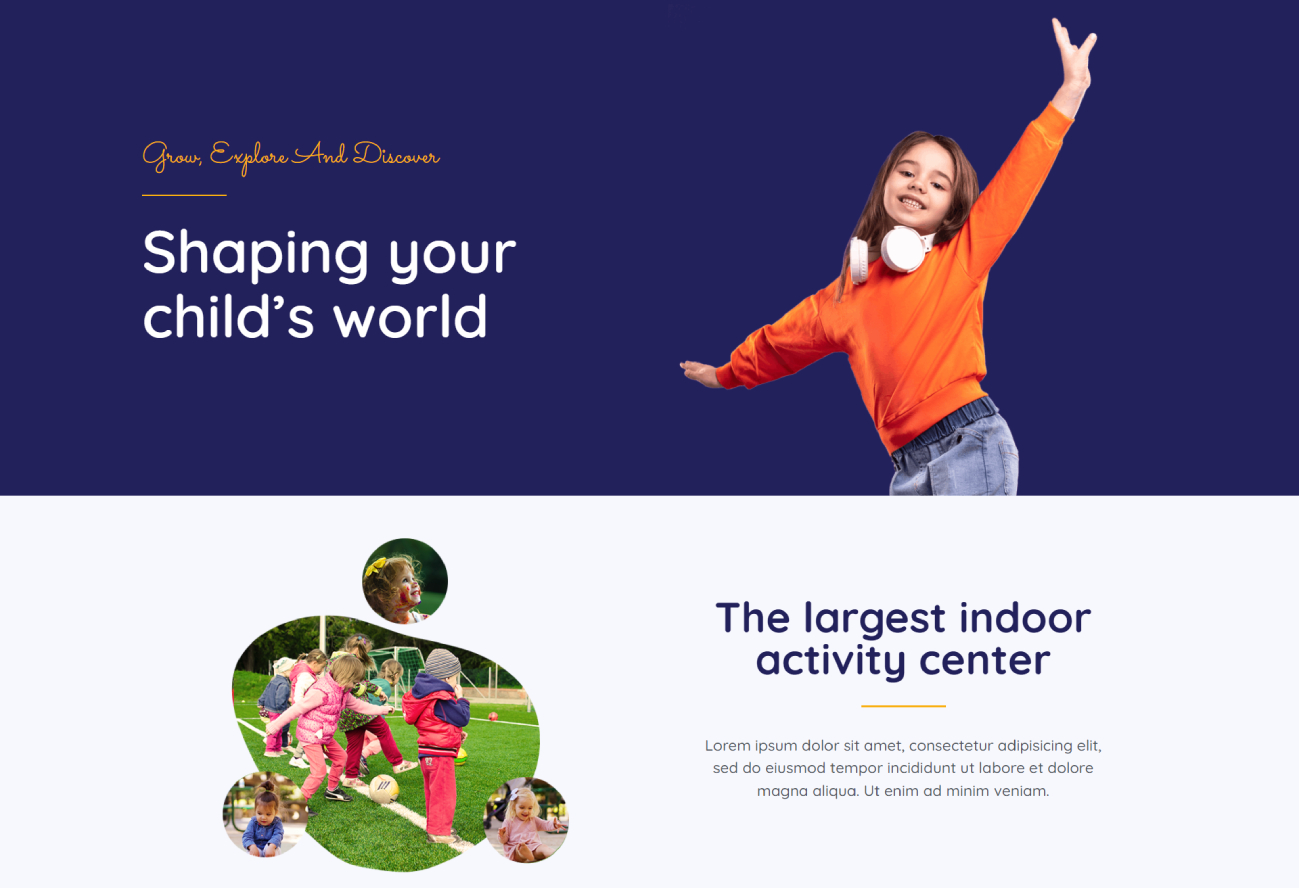 Grow, Explore And Discover
Shaping your
child’s world
The largest indoor
activity center
Lorem ipsum dolor sit amet, consectetur adipisicing elit,
sed do eiusmod tempor incididunt ut labore et dolore
magna aliqua. Ut enim ad minim veniam.